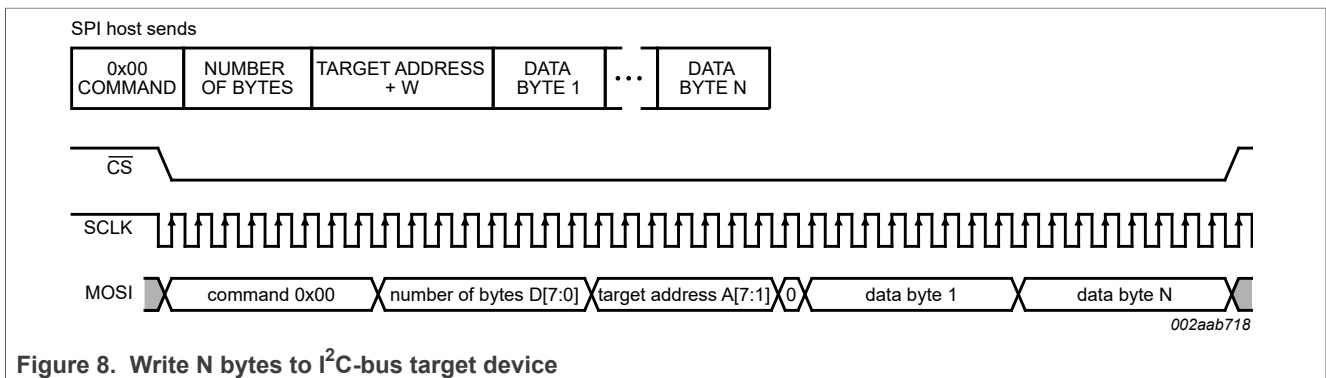 SPI host sends
0x00 COMMAND
NUMBER OF BYTES
TARGET ADDRESS + W
DATA BYTE 1
...
DATA BYTE N
CS
SCLK
MOSI
command 0x00
number of bytes D[7:0]
target address A[7:1]
0
data byte 1
data byte N
002aab718
Figure 8. Write N bytes to I²C-bus target device